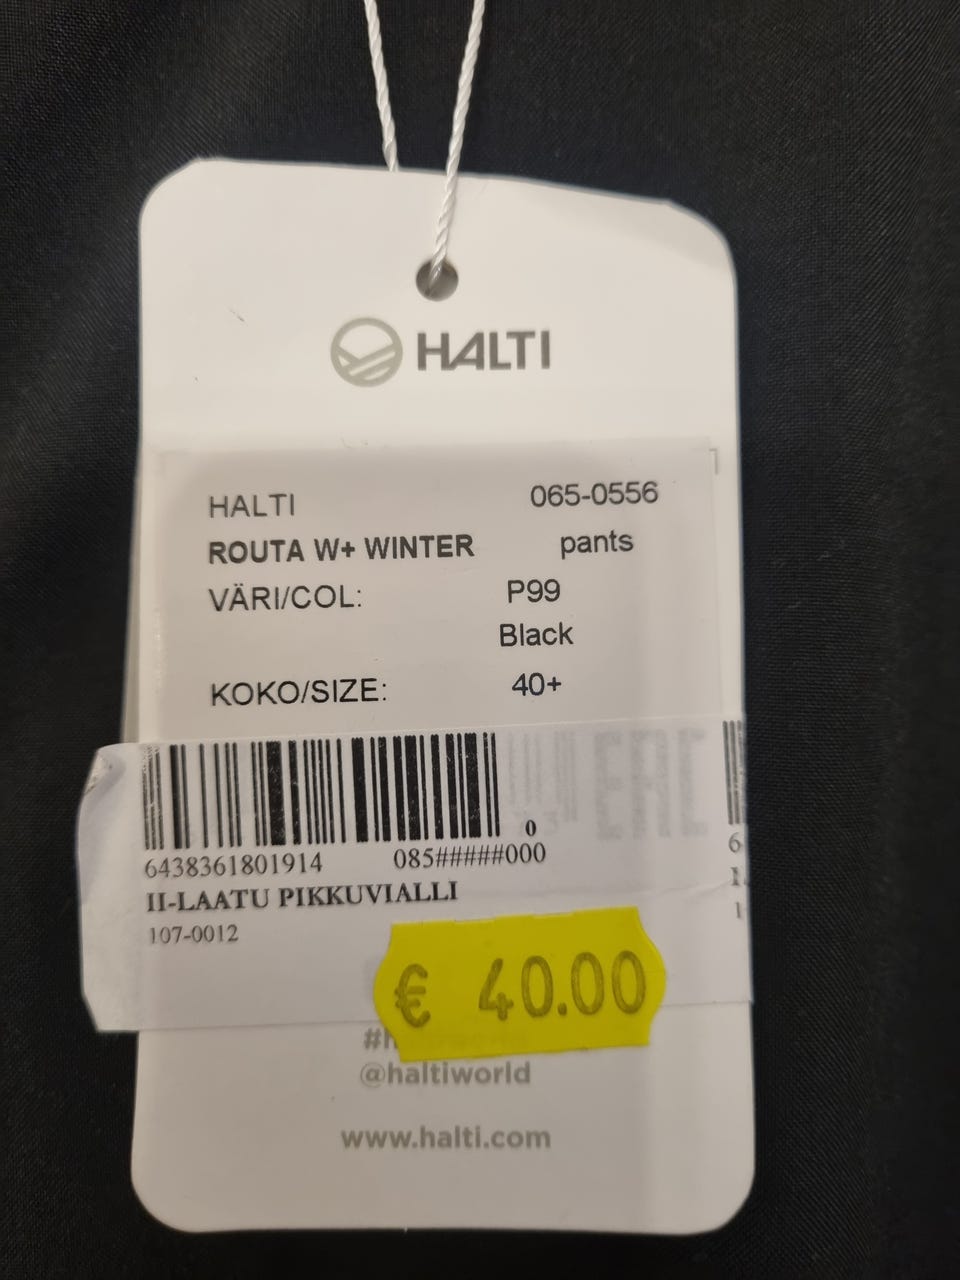 HALTI
HALTI 065-0556
ROUTA W+ WINTER pants
VÄRI/COL: P99
Black
KOKO/SIZE: 40+
0
6438361801914 085#####000
6
II-LAATU PIKKUVIALLI
107-0012
€ 40.00
@haltiworld
www.halti.com